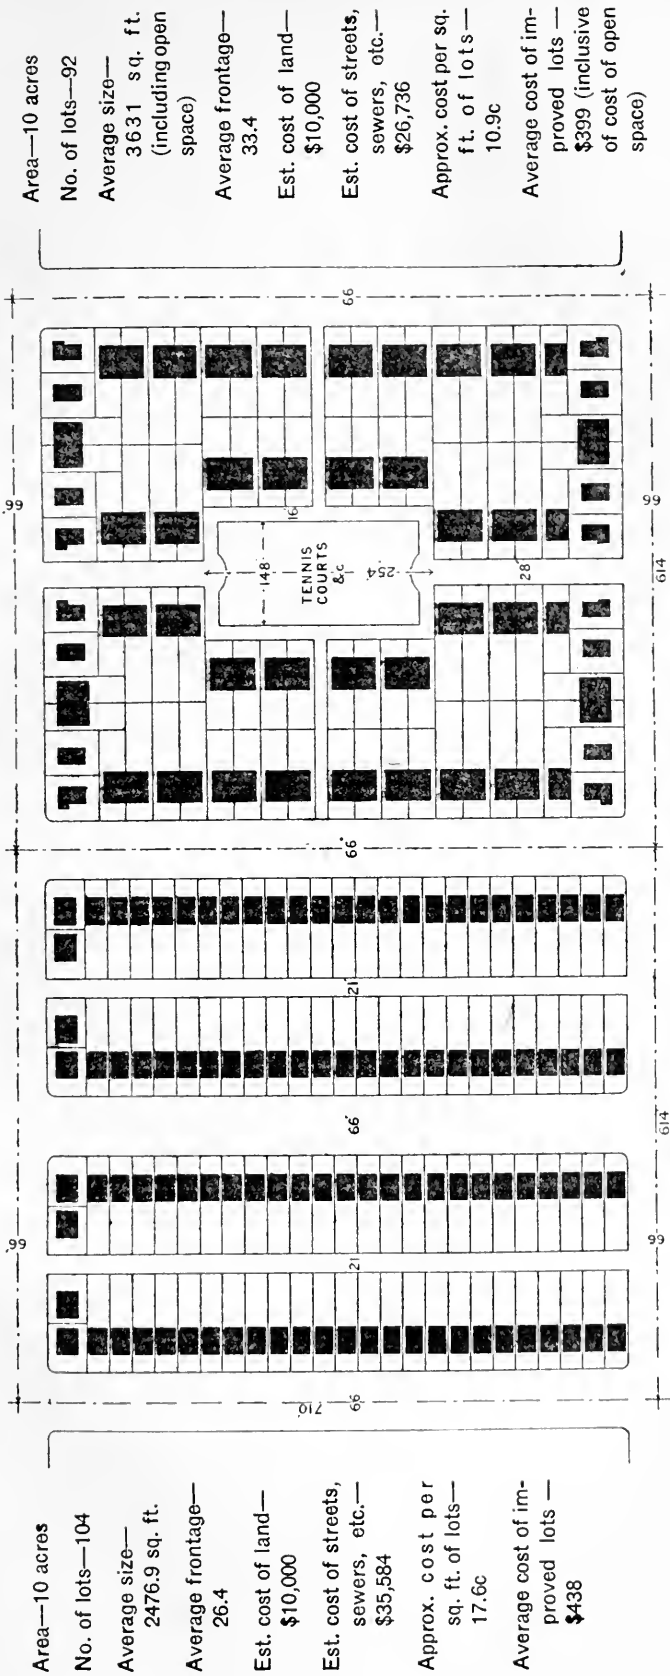 Area—10 acres
No. of lots—92
Average size—
3631 sq. ft.
(including open
space)
Average frontage—
33.4
Est. cost of land—
$10,000
Est. cost of streets,
sewers, etc.—
$26,736
Approx. cost per sq.
ft. of lots—
10.9c
Average cost of im-
proved lots —
$399 (inclusive
of cost of open
space)
66
66
16
148
TENNIS
COURTS
&c
254
28
66
614
66
21
66
66
21
66
614
710
66
Area—10 acres
No. of lots—104
Average size—
2476.9 sq. ft.
Average frontage—
26.4
Est. cost of land—
$10,000
Est. cost of streets,
sewers, etc.—
$35,584
Approx. cost per
sq. ft. of lots—
17.6c
Average cost of im-
proved lots —
$438